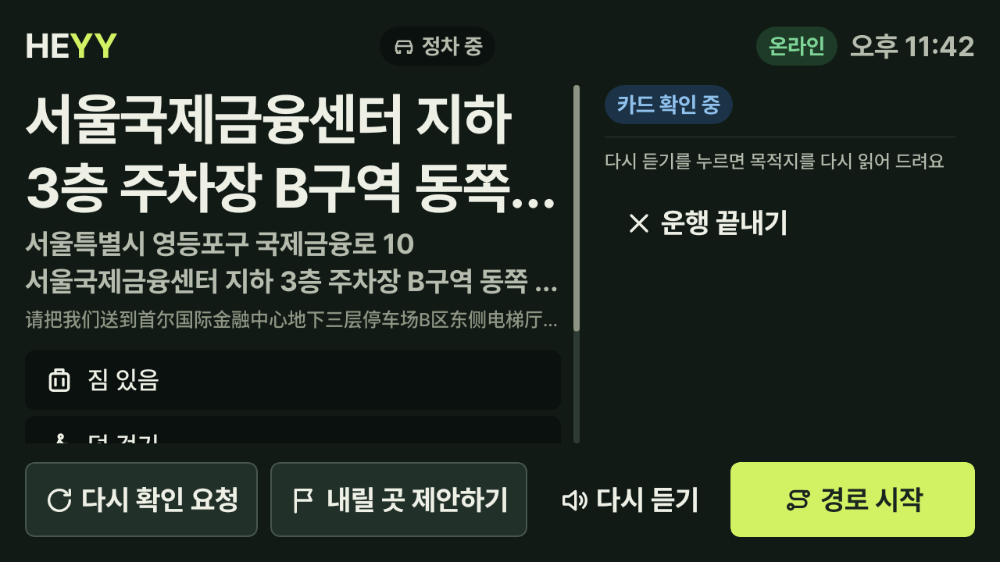 HEYY
정차 중
온라인
오후 11:42
서울국제금융센터 지하
3층 주차장 B구역 동쪽...
서울특별시 영등포구 국제금융로 10
서울국제금융센터 지하 3층 주차장 B구역 동쪽 ...
请把我们送到首尔国际金融中心地下三层停车场B区东侧电梯厅...
짐 있음
덜 걷기
카드 확인 중
다시 듣기를 누르면 목적지를 다시 읽어 드려요
운행 끝내기
다시 확인 요청
내릴 곳 제안하기
다시 듣기
경로 시작